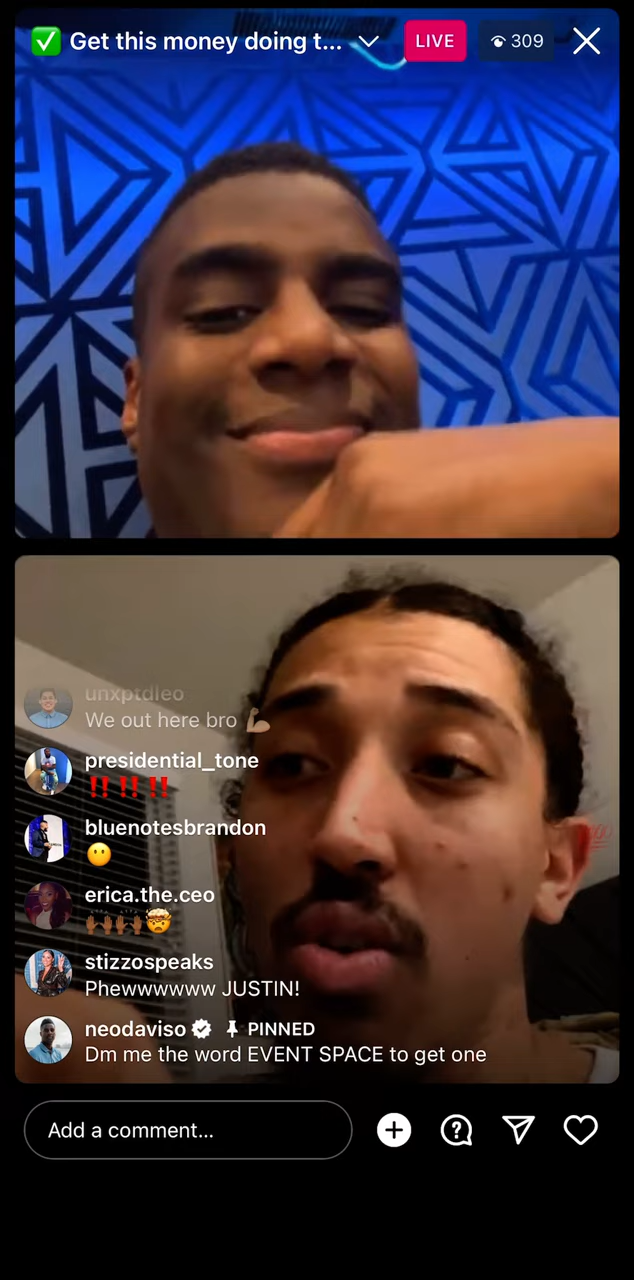 ✅ Get this money doing t...
LIVE
309
unxptdleo
We out here bro 💪🏼
presidential_tone
‼️ ‼️ ‼️
bluenotesbrandon
😶
erica.the.ceo
🙌🏾🙌🏾🤯
stizzospeaks
Phewwwwww JUSTIN!
neodaviso PINNED
Dm me the word EVENT SPACE to get one
Add a comment...